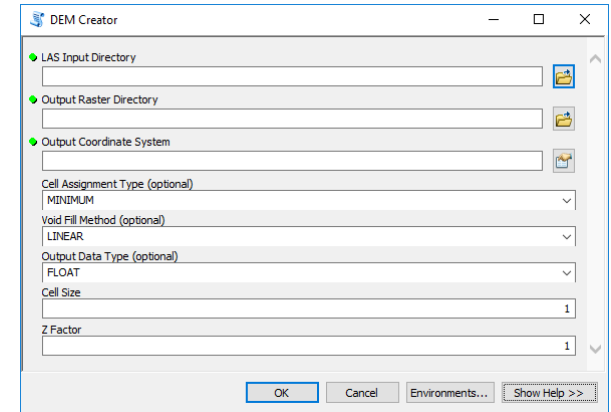 DEM Creator
LAS Input Directory
Output Raster Directory
Output Coordinate System
Cell Assignment Type (optional)
MINIMUM
Void Fill Method (optional)
LINEAR
Output Data Type (optional)
FLOAT
Cell Size
1
Z Factor
1
OK Cancel Environments... Show Help >>